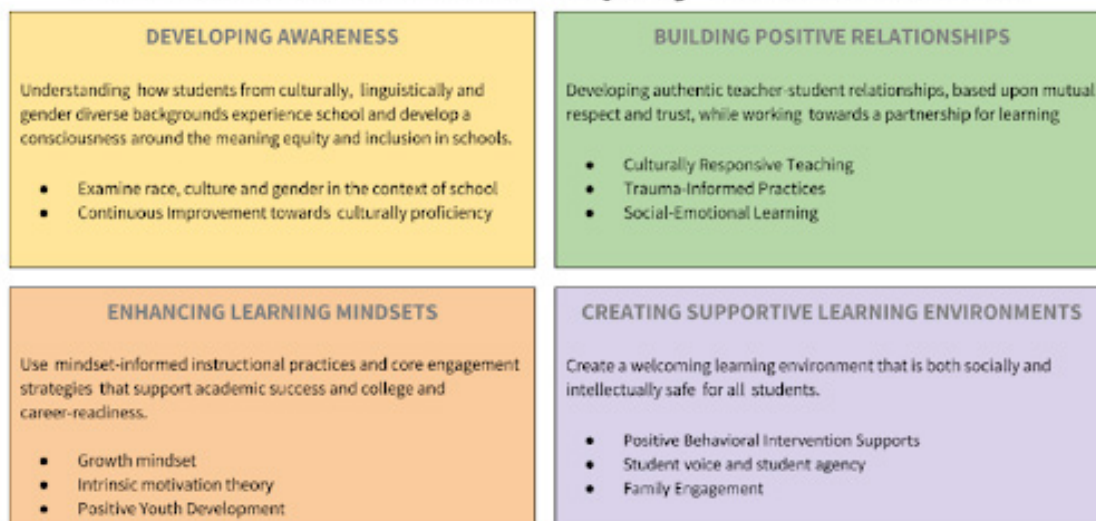 DEVELOPING AWARENESS
Understanding how students from culturally, linguistically and
gender diverse backgrounds experience school and develop a
consciousness around the meaning equity and inclusion in schools.
● Examine race, culture and gender in the context of school
● Continuous Improvement towards culturally proficiency
BUILDING POSITIVE RELATIONSHIPS
Developing authentic teacher-student relationships, based upon mutual
respect and trust, while working towards a partnership for learning
● Culturally Responsive Teaching
● Trauma-Informed Practices
● Social-Emotional Learning
ENHANCING LEARNING MINDSETS
Use mindset-informed instructional practices and core engagement
strategies that support academic success and college and
career-readiness.
● Growth mindset
● Intrinsic motivation theory
● Positive Youth Development
CREATING SUPPORTIVE LEARNING ENVIRONMENTS
Create a welcoming learning environment that is both socially and
intellectually safe for all students.
● Positive Behavioral Intervention Supports
● Student voice and student agency
● Family Engagement